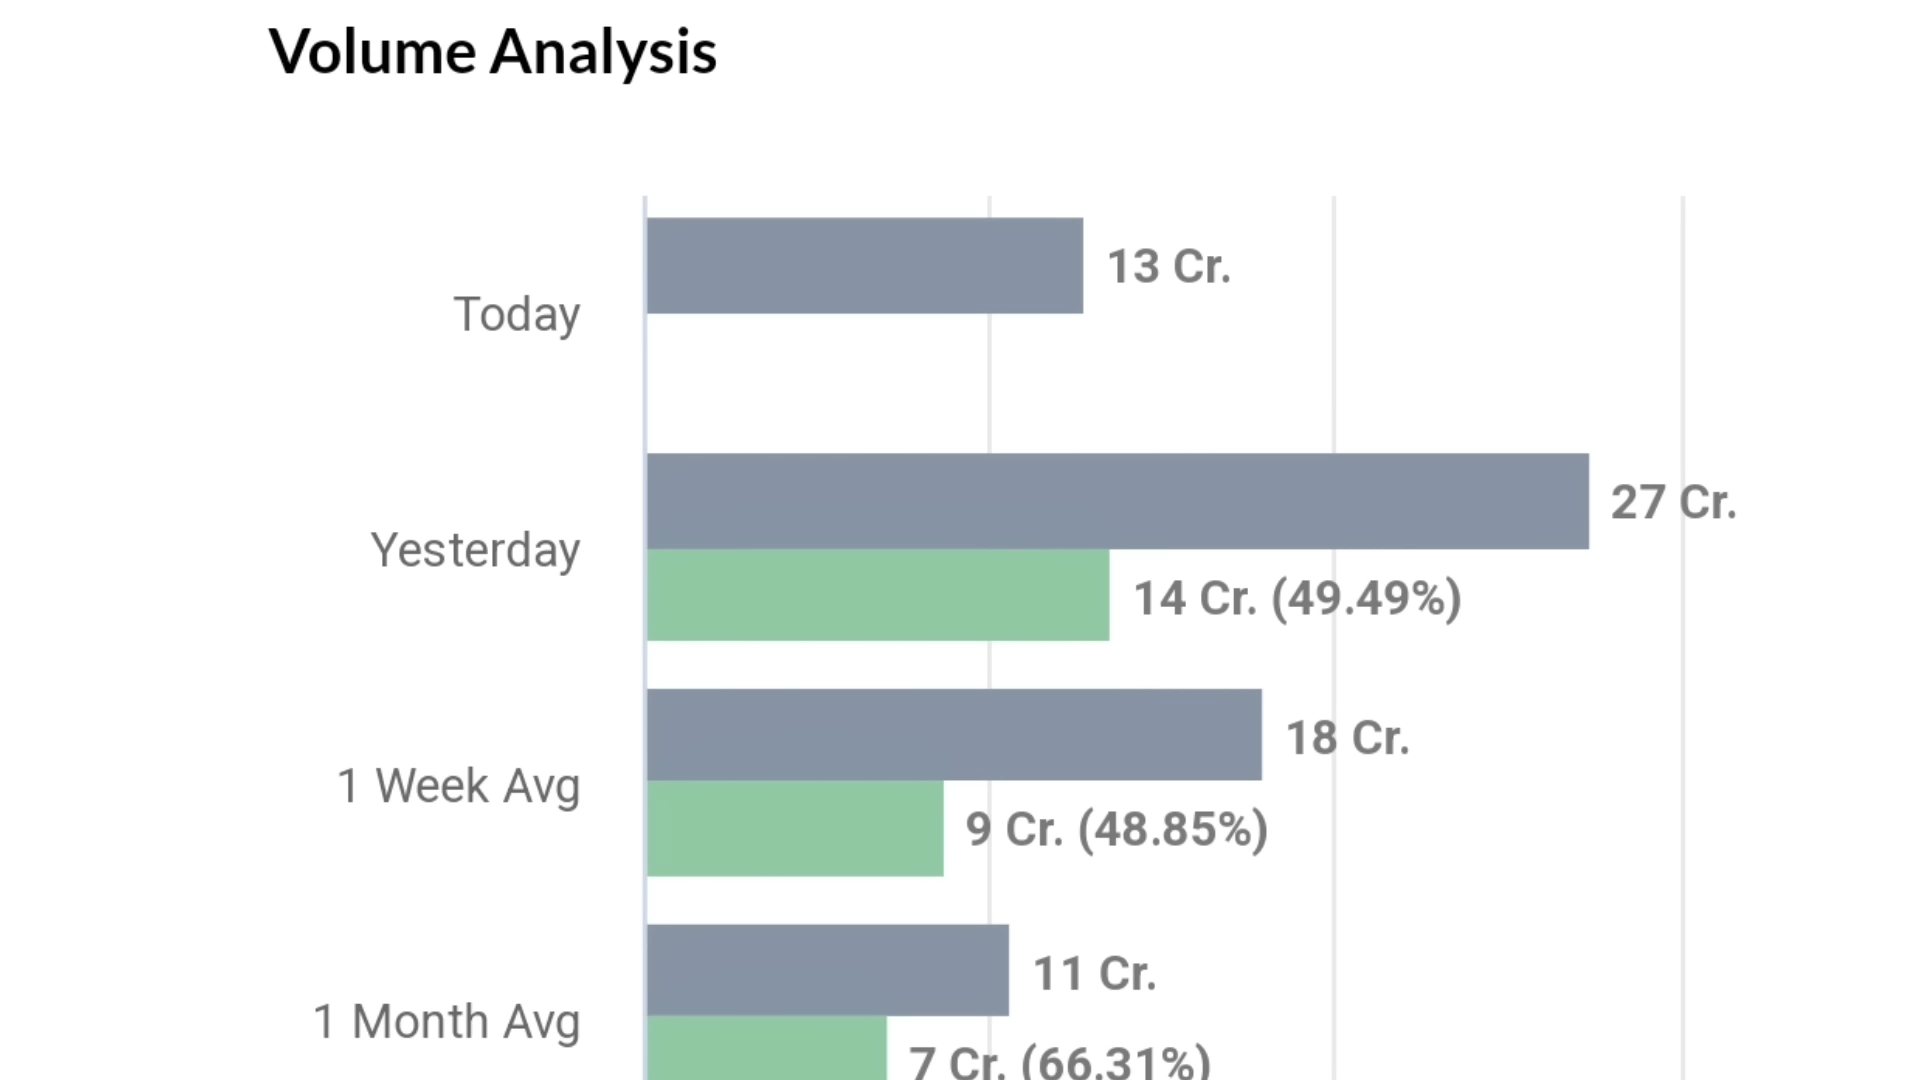 Volume Analysis
Today
13 Cr.
Yesterday
27 Cr.
14 Cr. (49.49%)
1 Week Avg
18 Cr.
9 Cr. (48.85%)
1 Month Avg
11 Cr.
7 Cr. (66.31%)